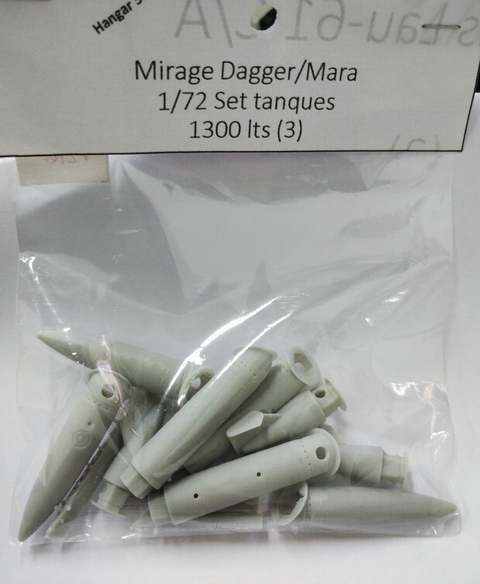 Hangar
Mirage Dagger/Mara
1/72 Set tanques
1300 lts (3)